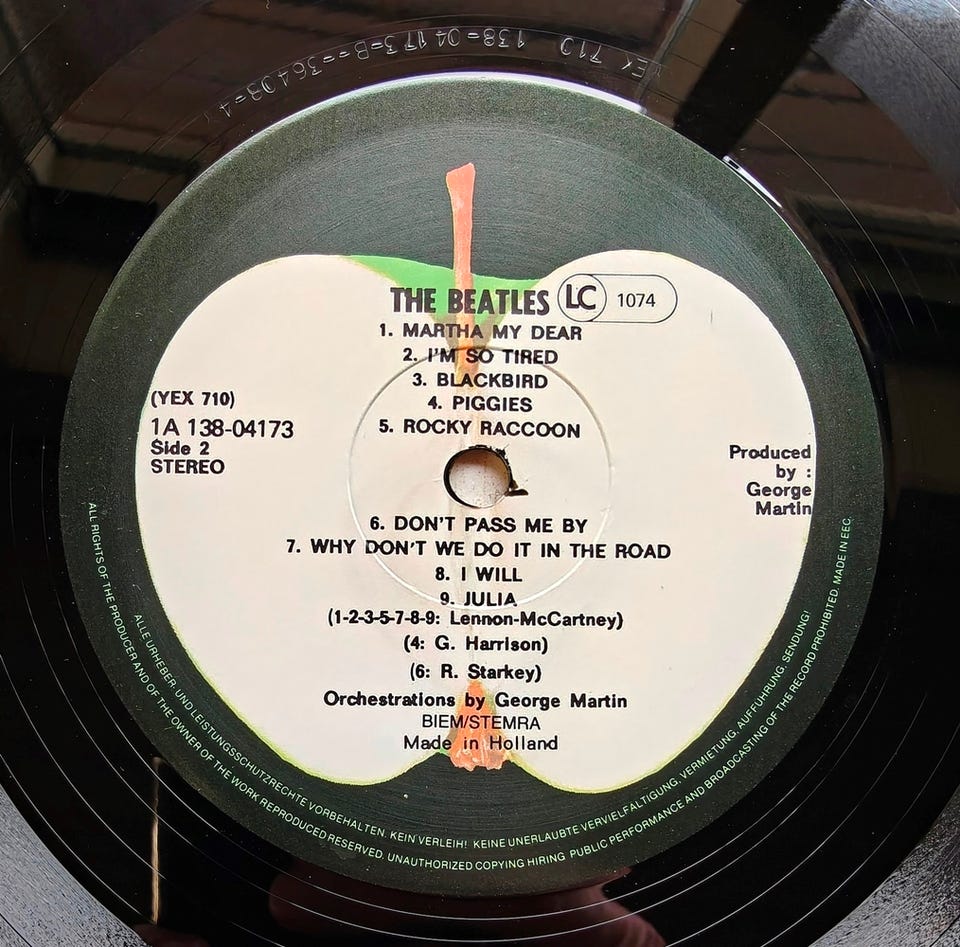 YEX 710 138-04173-B-=36408-4
THE BEATLES LC 1074
1. MARTHA MY DEAR
2. I'M SO TIRED
3. BLACKBIRD
4. PIGGIES
5. ROCKY RACCOON
(YEX 710)
1A 138-04173
Side 2
STEREO
Produced
by :
George
Martin
6. DON'T PASS ME BY
7. WHY DON'T WE DO IT IN THE ROAD
8. I WILL
9. JULIA
(1-2-3-5-7-8-9: Lennon-McCartney)
(4: G. Harrison)
(6: R. Starkey)
Orchestrations by George Martin
BIEM/STEMRA
Made in Holland
ALLE URHEBER. UND LEISTUNGSSCHUTZRECHTE VORBEHALTEN. KEIN VERLEIH! KEINE UNERLAUBTE VERVIELFÄLTIGUNG, VERMIETUNG, AUFFÜHRUNG, SENDUNG!
ALL RIGHTS OF THE PRODUCER AND OF THE OWNER OF THE WORK REPRODUCED RESERVED. UNAUTHORIZED COPYING HIRING PUBLIC PERFORMANCE AND BROADCASTING OF THE RECORD PROHIBITED. MADE IN EEC.